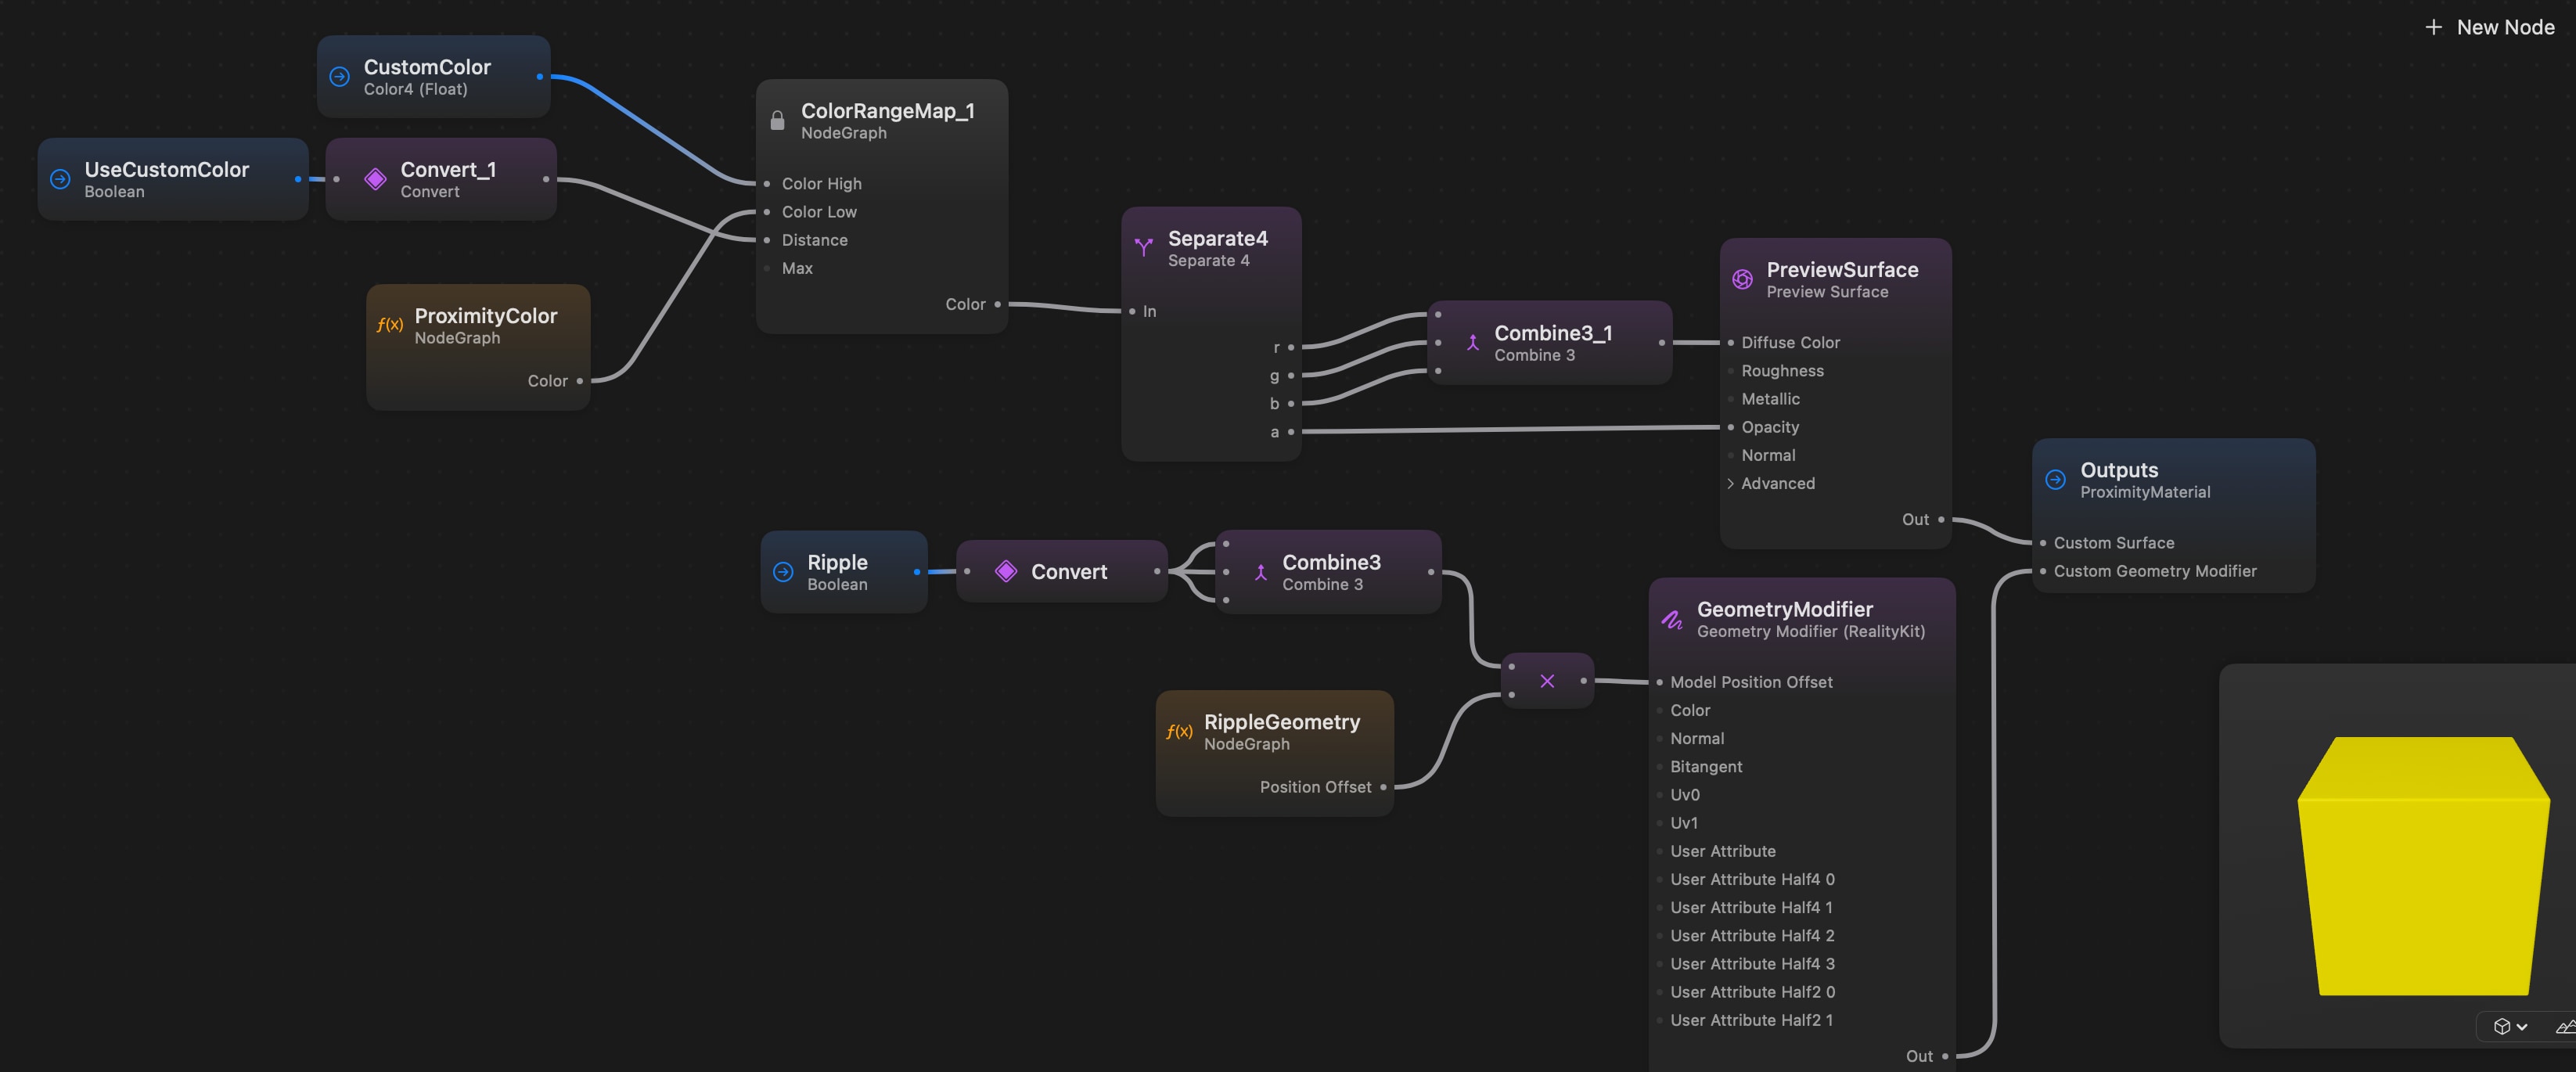 New Node
CustomColor
Color4 (Float)
UseCustomColor
Boolean
Convert_1
Convert
ProximityColor
NodeGraph
Color
ColorRangeMap_1
NodeGraph
Color High
Color Low
Distance
Max
Color
Separate4
Separate 4
In
r
g
b
a
Combine3_1
Combine 3
PreviewSurface
Preview Surface
Diffuse Color
Roughness
Metallic
Opacity
Normal
Advanced
Out
Outputs
ProximityMaterial
Custom Surface
Custom Geometry Modifier
Ripple
Boolean
Convert
Combine3
Combine 3
f(x)
RippleGeometry
NodeGraph
Position Offset
f(x)
GeometryModifier
Geometry Modifier (RealityKit)
Model Position Offset
Color
Normal
Bitangent
Uv0
Uv1
User Attribute
User Attribute Half4 0
User Attribute Half4 1
User Attribute Half4 2
User Attribute Half4 3
User Attribute Half2 0
User Attribute Half2 1
Out